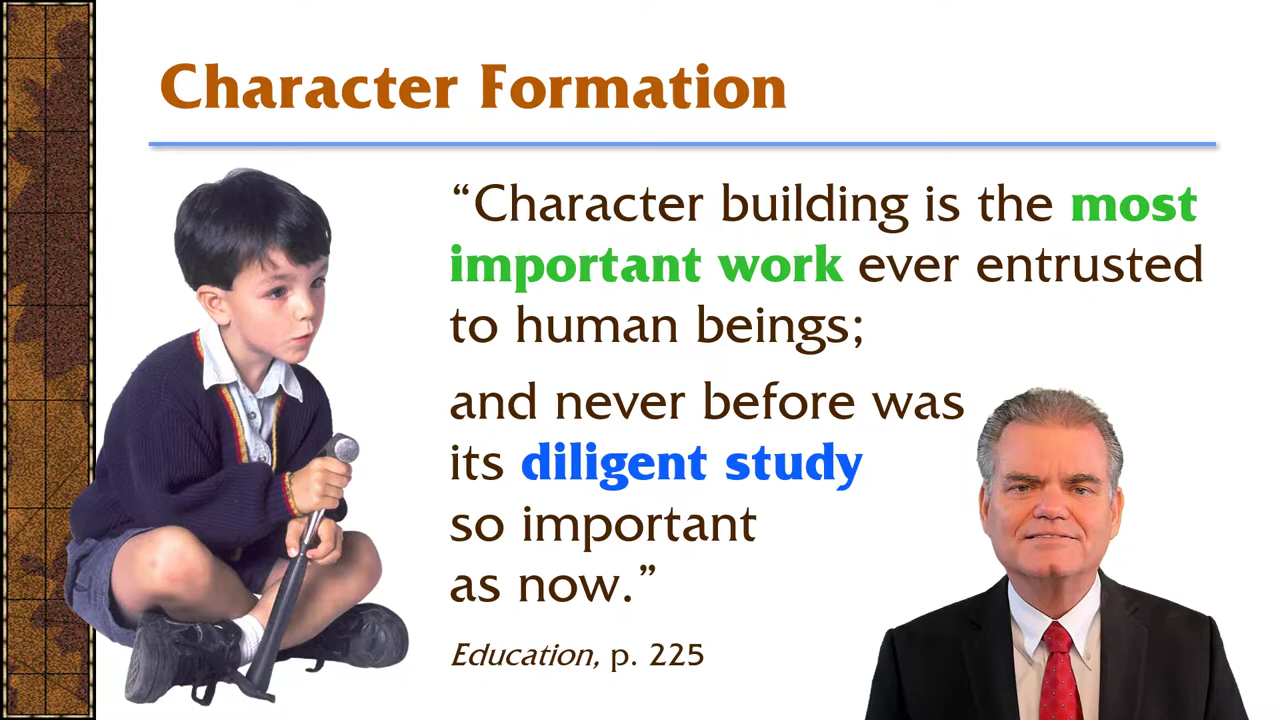 Character Formation
“Character building is the most
important work ever entrusted
to human beings;
and never before was
its diligent study
so important
as now.”
Education, p. 225